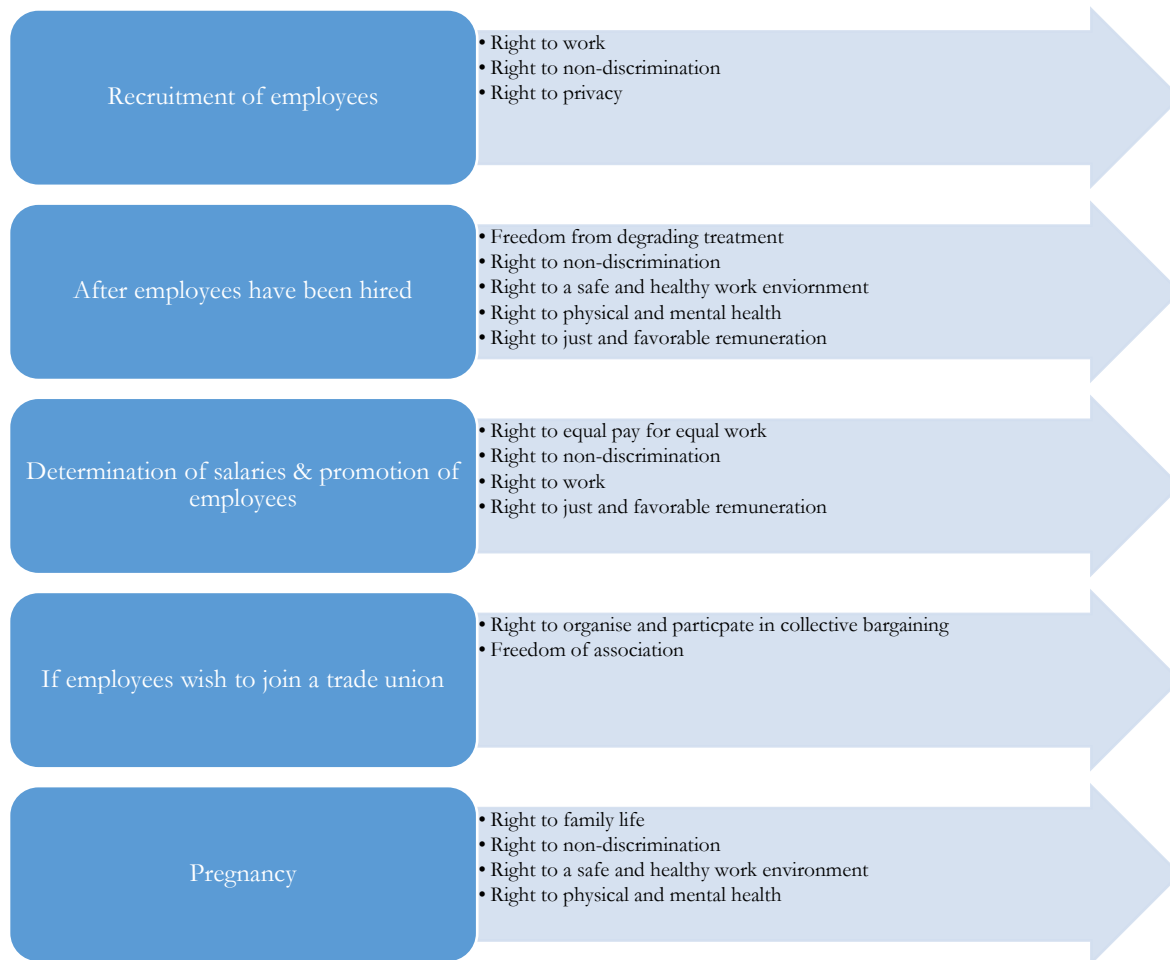 Recruitment of employees
• Right to work
• Right to non-discrimination
• Right to privacy
After employees have been hired
• Freedom from degrading treatment
• Right to non-discrimination
• Right to a safe and healthy work enviornment
• Right to physical and mental health
• Right to just and favorable remuneration
Determination of salaries & promotion of
employees
• Right to equal pay for equal work
• Right to non-discrimination
• Right to work
• Right to just and favorable remuneration
If employees wish to join a trade union
• Right to organise and particpate in collective bargaining
• Freedom of association
Pregnancy
• Right to family life
• Right to non-discrimination
• Right to a safe and healthy work environment
• Right to physical and mental health